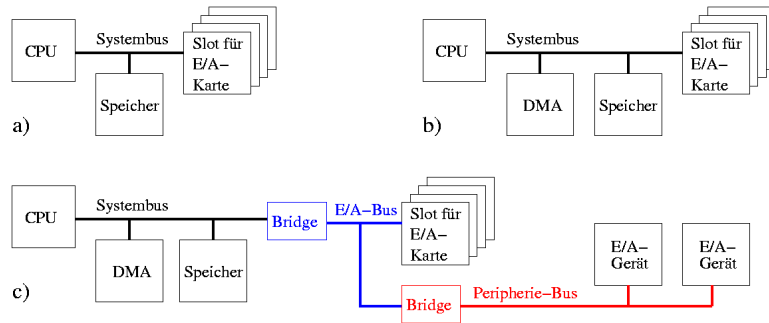 CPU
Systembus
Slot für
E/A-
Karte
Speicher
a)
CPU
Systembus
Slot für
E/A-
Karte
DMA
Speicher
b)
CPU
Systembus
Bridge
E/A-Bus
Slot für
E/A-
Karte
DMA
Speicher
E/A-
Gerät
E/A-
Gerät
c)
Bridge
Peripherie-Bus